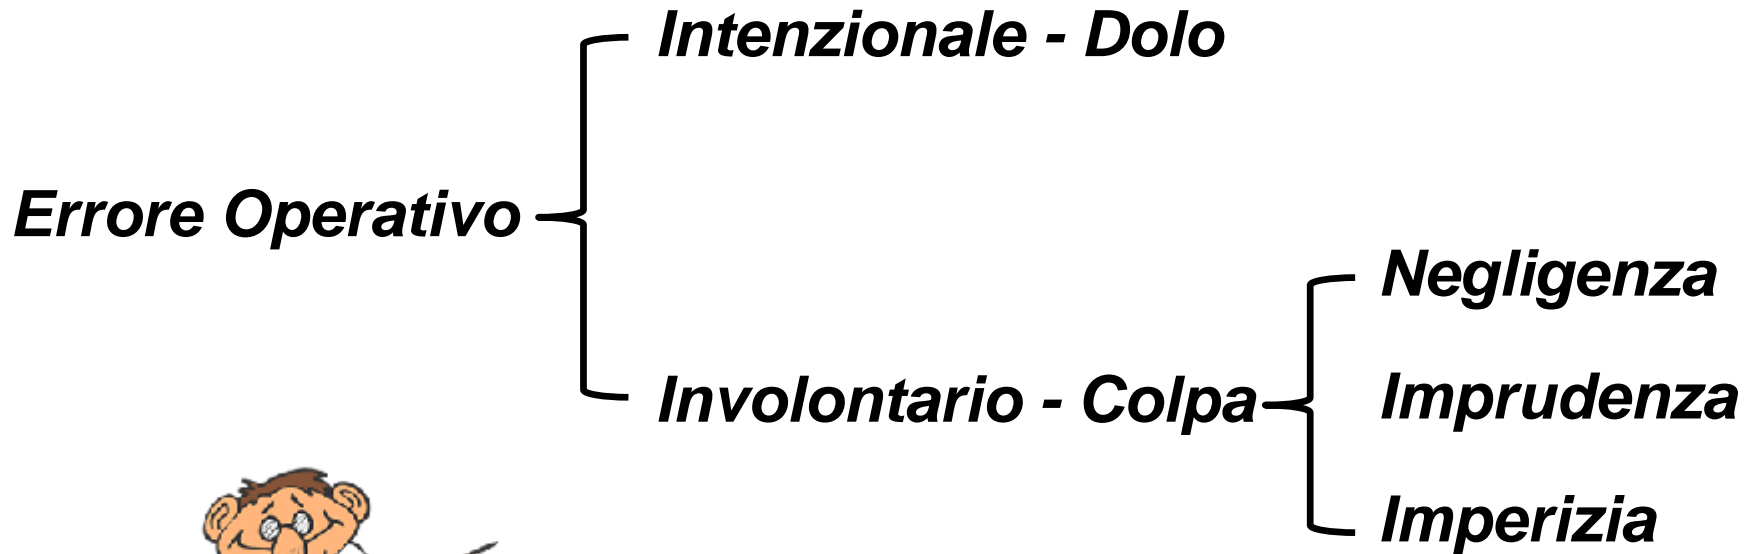 Intenzionale - Dolo
Errore Operativo
Involontario - Colpa
Negligenza
Imprudenza
Imperizia